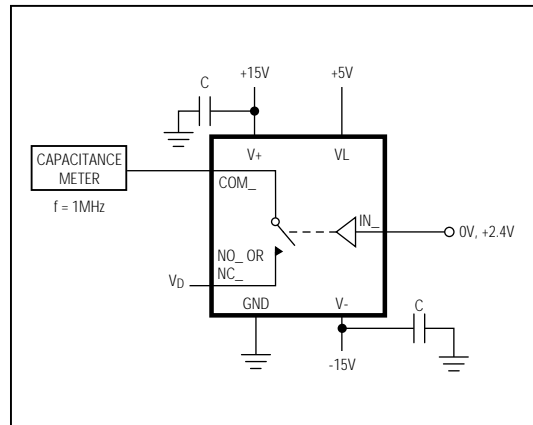 C
+15V
+5V
V+
VL
CAPACITANCE
METER
COM_
f = 1MHz
IN_
0V, +2.4V
NO_ OR
NC_
VD
GND
V-
C
-15V